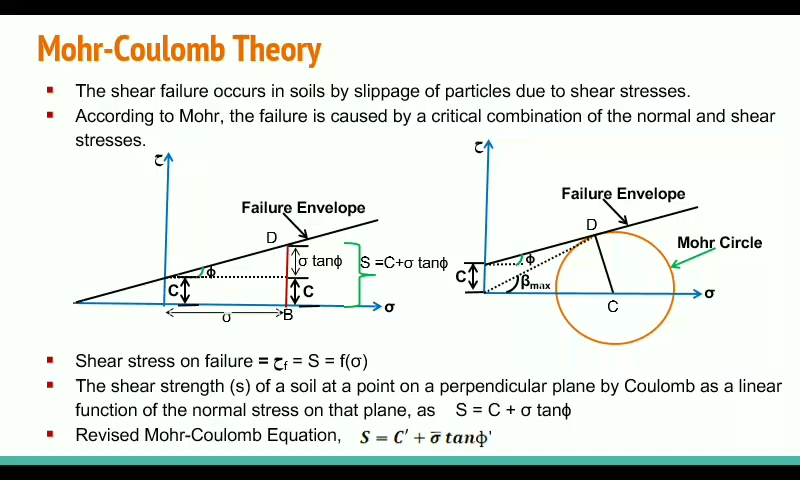 Mohr-Coulomb Theory
▪ The shear failure occurs in soils by slippage of particles due to shear stresses.
▪ According to Mohr, the failure is caused by a critical combination of the normal and shear
stresses.
τ
Failure Envelope
D
ϕ
σ tanϕ
S =C+σ tanϕ
C
C
σ
B
σ
τ
Failure Envelope
D
Mohr Circle
ϕ
C
βmax
C
σ
▪ Shear stress on failure = τf = S = f(σ)
▪ The shear strength (s) of a soil at a point on a perpendicular plane by Coulomb as a linear
function of the normal stress on that plane, as S = C + σ tanϕ
▪ Revised Mohr-Coulomb Equation, S = C′ + σ̅ tanϕ'